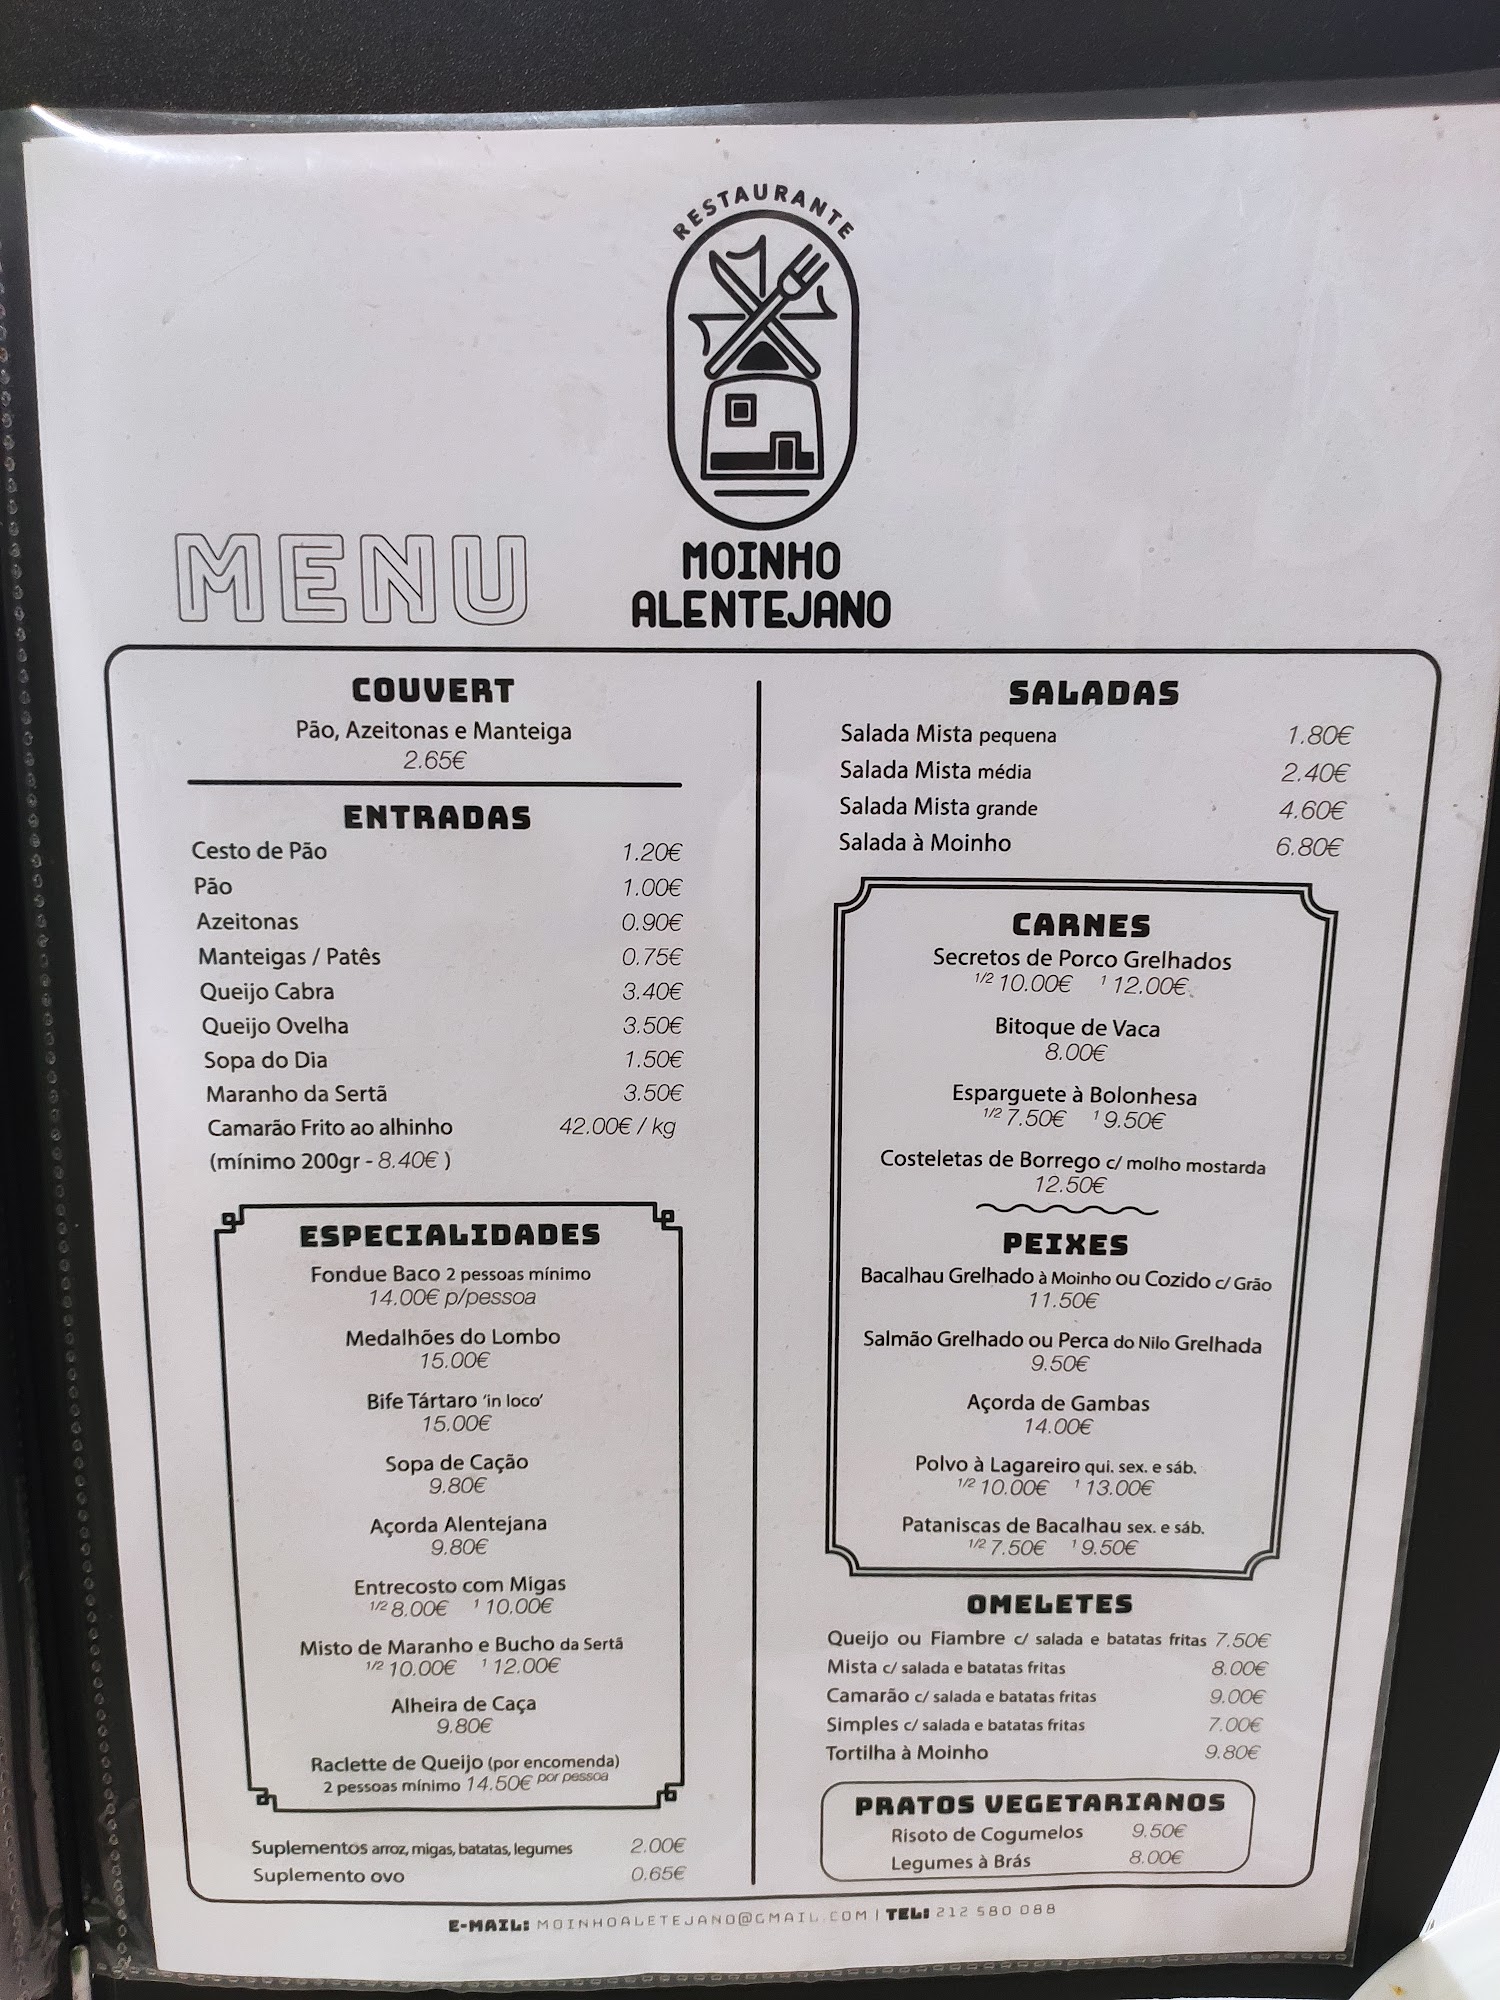 RESTAURANTE
MOINHO
ALENTEJANO
MENU
COUVERT
Pão, Azeitonas e Manteiga
2.65€
ENTRADAS
Cesto de Pão 1.20€
Pão 1.00€
Azeitonas 0.90€
Manteigas / Patês 0.75€
Queijo Cabra 3.40€
Queijo Ovelha 3.50€
Sopa do Dia 1.50€
Maranho da Sertã 3.50€
Camarão Frito ao alhinho 42.00€ / kg
(mínimo 200gr - 8.40€ )
ESPECIALIDADES
Fondue Baco 2 pessoas mínimo
14.00€ p/pessoa
Medalhões do Lombo
15.00€
Bife Tártaro 'in loco'
15.00€
Sopa de Cação
9.80€
Açorda Alentejana
9.80€
Entrecosto com Migas
1/2 8.00€ 1 10.00€
Misto de Maranho e Bucho da Sertã
1/2 10.00€ 1 12.00€
Alheira de Caça
9.80€
Raclette de Queijo (por encomenda)
2 pessoas mínimo 14.50€ por pessoa
Suplementos arroz, migas, batatas, legumes 2.00€
Suplemento ovo 0.65€
SALADAS
Salada Mista pequena 1.80€
Salada Mista média 2.40€
Salada Mista grande 4.60€
Salada à Moinho 6.80€
CARNES
Secretos de Porco Grelhados
1/2 10.00€ 1 12.00€
Bitoque de Vaca
8.00€
Esparguete à Bolonhesa
1/2 7.50€ 1 9.50€
Costeletas de Borrego c/ molho mostarda
12.50€
PEIXES
Bacalhau Grelhado à Moinho ou Cozido c/ Grão
11.50€
Salmão Grelhado ou Perca do Nilo Grelhada
9.50€
Açorda de Gambas
14.00€
Polvo à Lagareiro qui. sex. e sáb.
1/2 10.00€ 1 13.00€
Pataniscas de Bacalhau sex. e sáb.
1/2 7.50€ 1 9.50€
OMELETES
Queijo ou Fiambre c/ salada e batatas fritas 7.50€
Mista c/ salada e batatas fritas 8.00€
Camarão c/ salada e batatas fritas 9.00€
Simples c/ salada e batatas fritas 7.00€
Tortilha à Moinho 9.80€
PRATOS VEGETARIANOS
Risoto de Cogumelos 9.50€
Legumes à Brás 8.00€
E-MAIL: MOINHOALETEJANO@GMAIL.COM | TEL: 212 580 088